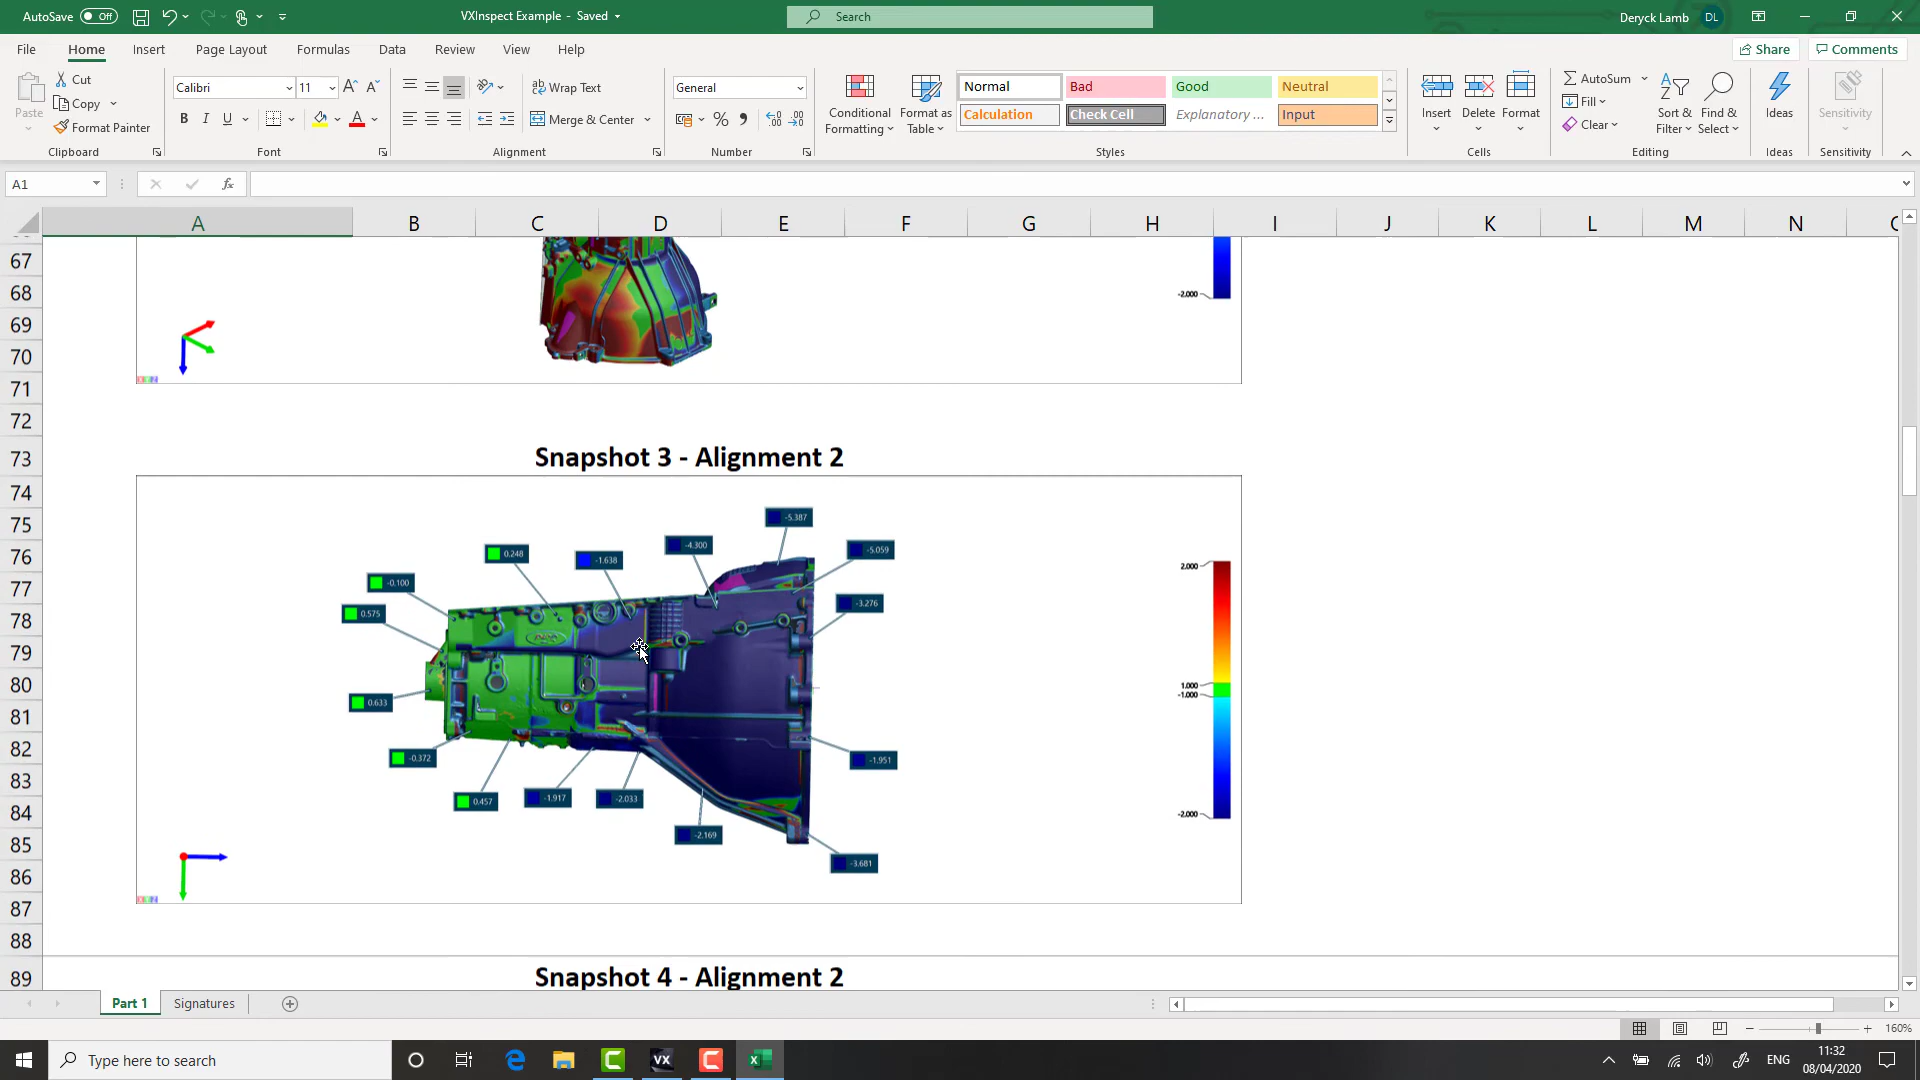 AutoSave Off
VXInspect Example - Saved
Search
Deryck Lamb DL
File Home Insert Page Layout Formulas Data Review View Help
Share Comments
Paste
Cut
Copy
Format Painter
Clipboard
Calibri 11
B I U
Font
Wrap Text
Merge & Center
Alignment
General
Number
Conditional Formatting
Format as Table
Normal Bad Good Neutral
Calculation Check Cell Explanatory ... Input
Styles
Insert Delete Format
Cells
AutoSum
Fill
Clear
Sort & Filter
Find & Select
Editing
Ideas
Ideas
Sensitivity
Sensitivity
A1 fx
A B C D E F G H I J K L M N
67
68
69
70
71
72
73
74
75
76
77
78
79
80
81
82
83
84
85
86
87
88
89
-2.000
Snapshot 3 - Alignment 2
-5.387
-4.300
-5.059
0.248
-1.638
-0.100
-3.276
0.575
0.633
-0.372
-1.951
0.457
-1.917
-2.033
-2.169
-3.681
2.000
1.000
-1.000
-2.000
Snapshot 4 - Alignment 2
Part 1 Signatures
160%
Type here to search
VX
ENG
11:32
08/04/2020